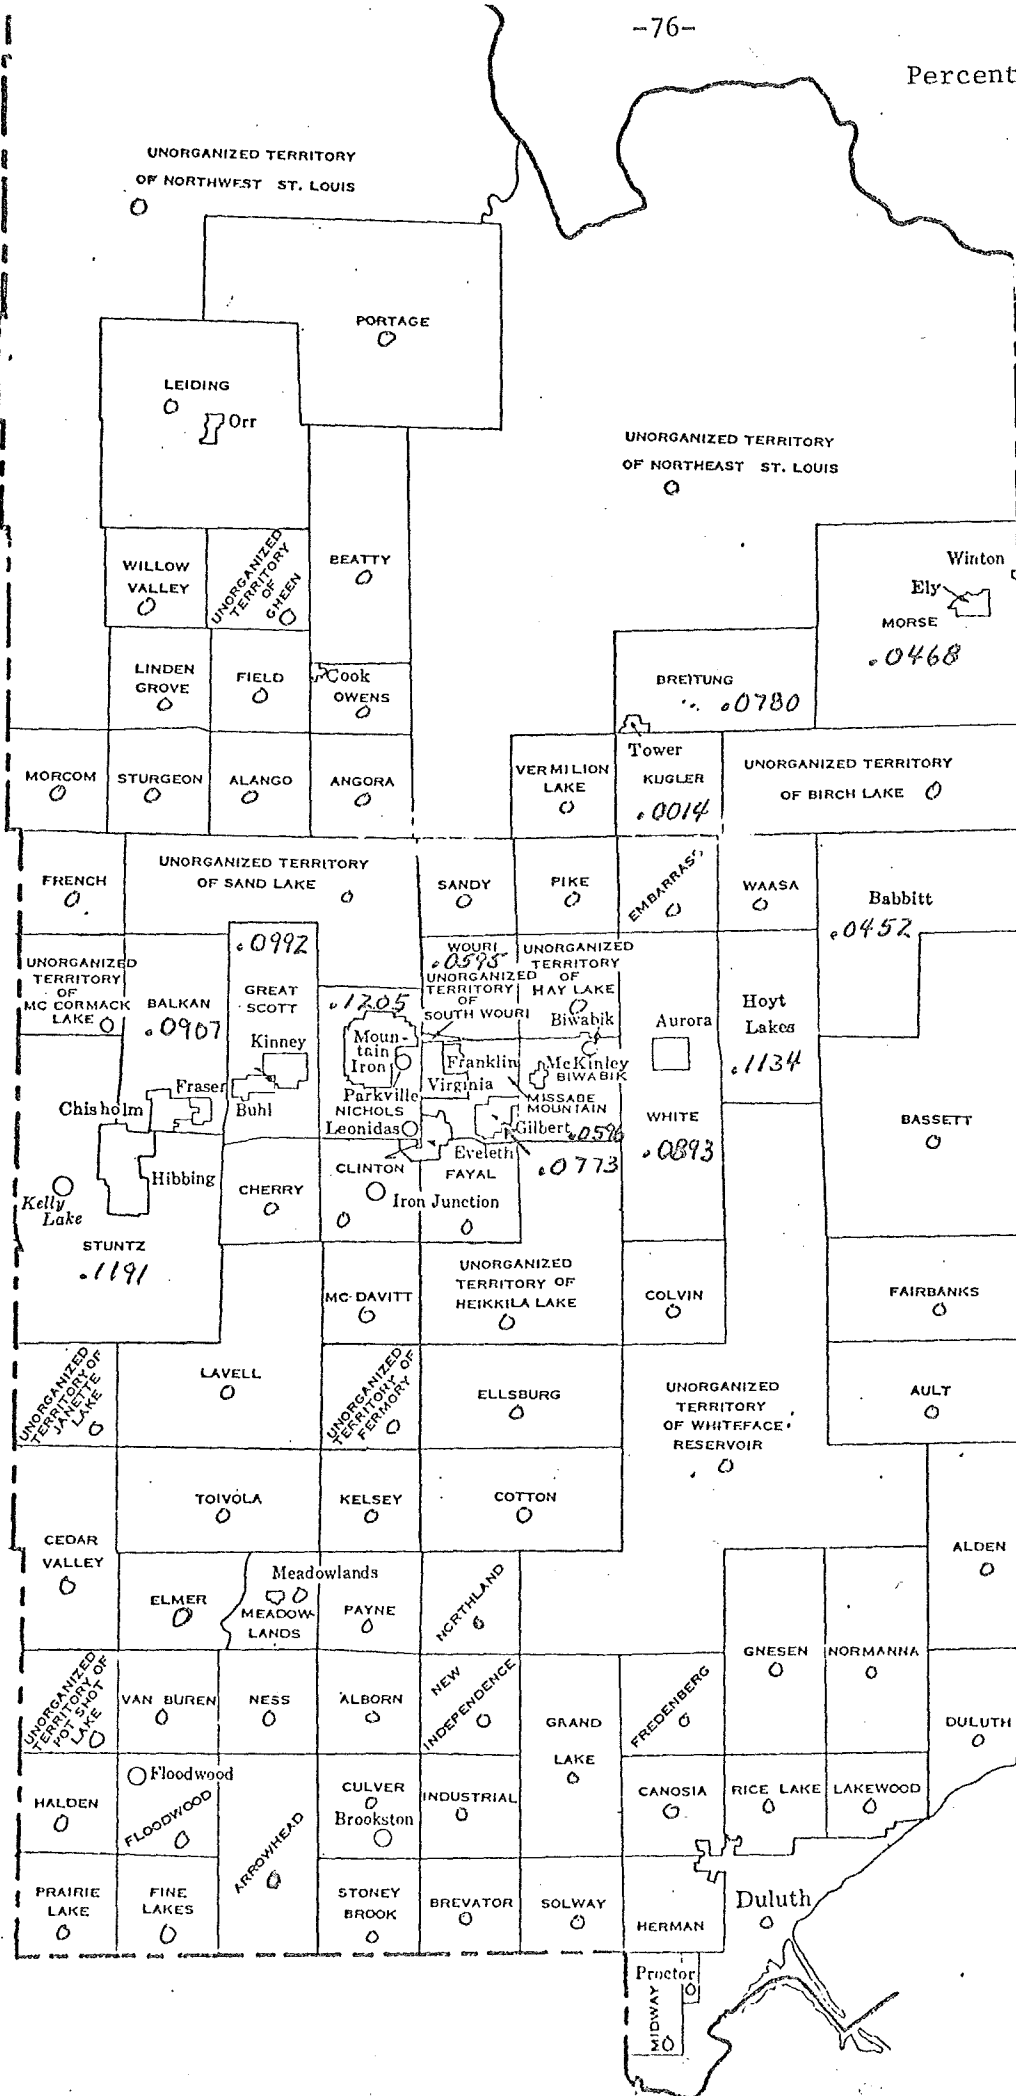 -76-
Percent
UNORGANIZED TERRITORY
OF NORTHWEST ST. LOUIS
0
PORTAGE
0
LEIDING
0
Orr
UNORGANIZED TERRITORY
OF NORTHEAST ST. LOUIS
0
WILLOW
VALLEY
0
UNORGANIZED
TERRITORY
OF
GHEEN
0
BEATTY
0
Winton
Ely
MORSE
.0468
LINDEN
GROVE
0
FIELD
0
Cook
OWENS
0
BREITUNG
.0780
Tower
MORCOM
0
STURGEON
0
ALANGO
0
ANGORA
0
VERMILION
LAKE
0
KUGLER
.0014
UNORGANIZED TERRITORY
OF BIRCH LAKE 0
FRENCH
0
UNORGANIZED TERRITORY
OF SAND LAKE 0
SANDY
0
PIKE
0
EMBARRASS
0
WAASA
0
Babbitt
.0452
UNORGANIZED
TERRITORY
OF
MC CORMACK
LAKE 0
BALKAN
.0907
.0992
GREAT
SCOTT
Kinney
Buhl
Fraser
Chisholm
Hibbing
Kelly
Lake
STUNTZ
.1191
.1205
Moun-
tain
Iron
Parkville
NICHOLS
Leonidas
WOURI
.0595
UNORGANIZED
TERRITORY
OF
SOUTH WOURI
UNORGANIZED
TERRITORY
OF
HAY LAKE
0
Biwabik
Franklin
Virginia
McKinley
BIWABIK
MISSABE
MOUNTAIN
Gilbert .0596
Eveleth
.0773
FAYAL
0
Aurora
WHITE
.0893
Hoyt
Lakes
.1134
BASSETT
0
CHERRY
0
CLINTON
0
Iron Junction
MC DAVITT
0
UNORGANIZED
TERRITORY OF
HEIKKILA LAKE
0
COLVIN
0
FAIRBANKS
0
UNORGANIZED
TERRITORY OF
JANETTE
LAKE
0
LAVELL
0
UNORGANIZED
TERRITORY OF
FERMORY
0
ELLSBURG
0
UNORGANIZED
TERRITORY
OF WHITEFACE
RESERVOIR
0
AULT
0
CEDAR
VALLEY
0
TOIVOLA
0
KELSEY
0
COTTON
0
ALDEN
0
ELMER
0
Meadowlands
0
MEADOW-
LANDS
PAYNE
0
NORTHLAND
0
GNESEN
0
NORMANNA
0
UNORGANIZED
TERRITORY OF
POT SHOT
LAKE
0
VAN BUREN
0
NESS
0
ALBORN
0
NEW
INDEPENDENCE
0
GRAND
LAKE
0
FREDENBERG
0
DULUTH
0
HALDEN
0
Floodwood
FLOODWOOD
0
ARROWHEAD
0
CULVER
0
Brookston
INDUSTRIAL
0
CANOSIA
0
RICE LAKE
0
LAKEWOOD
0
PRAIRIE
LAKE
0
FINE
LAKES
0
STONEY
BROOK
0
BREVATOR
0
SOLWAY
0
HERMAN
Duluth
0
Proctor
0
MIDWAY
0